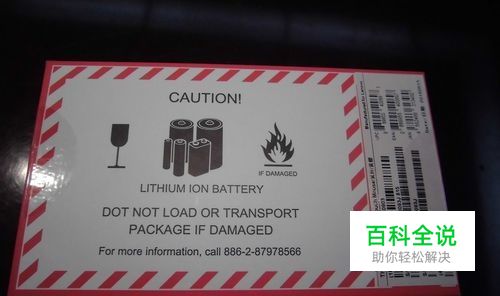 CAUTION!
IF DAMAGED
LITHIUM ION BATTERY
DOT NOT LOAD OR TRANSPORT
PACKAGE IF DAMAGED
For more information, call 886-2-87978566
百科全说
助你轻松解决